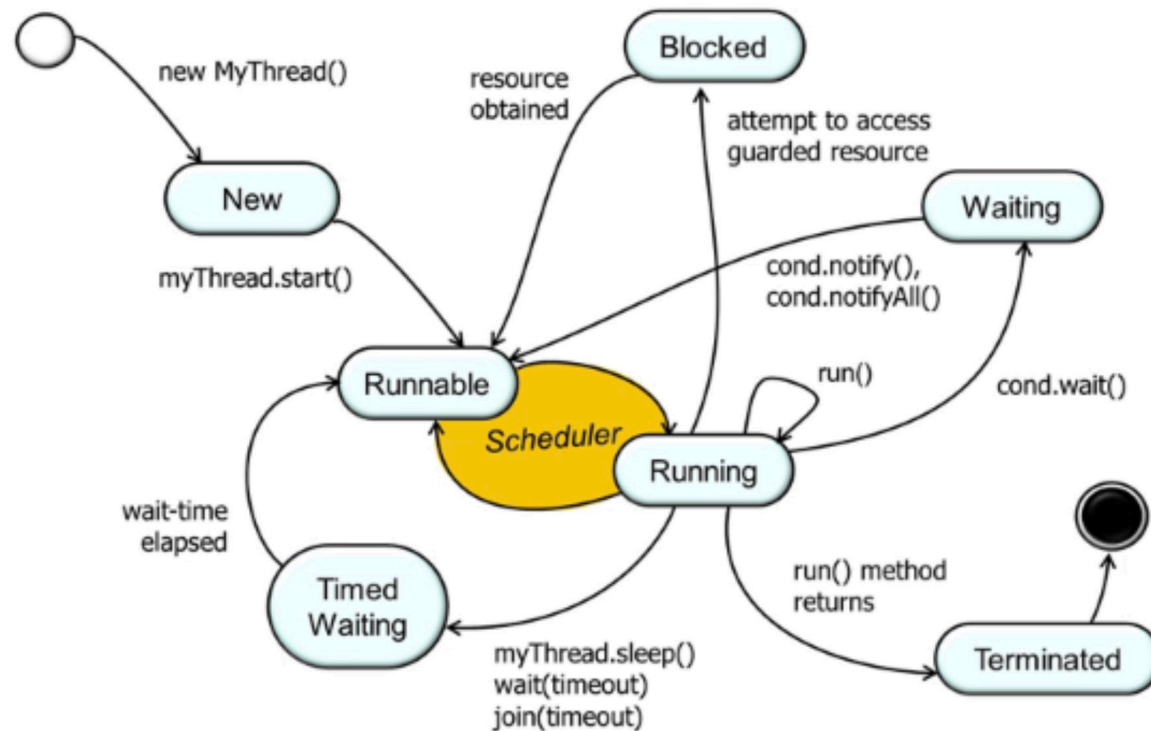 new MyThread()
Blocked
resource
obtained
attempt to access
guarded resource
New
Waiting
myThread.start()
cond.notify(),
cond.notifyAll()
Runnable
run()
cond.wait()
Scheduler
Running
wait-time
elapsed
Timed
Waiting
run() method
returns
myThread.sleep()
wait(timeout)
join(timeout)
Terminated